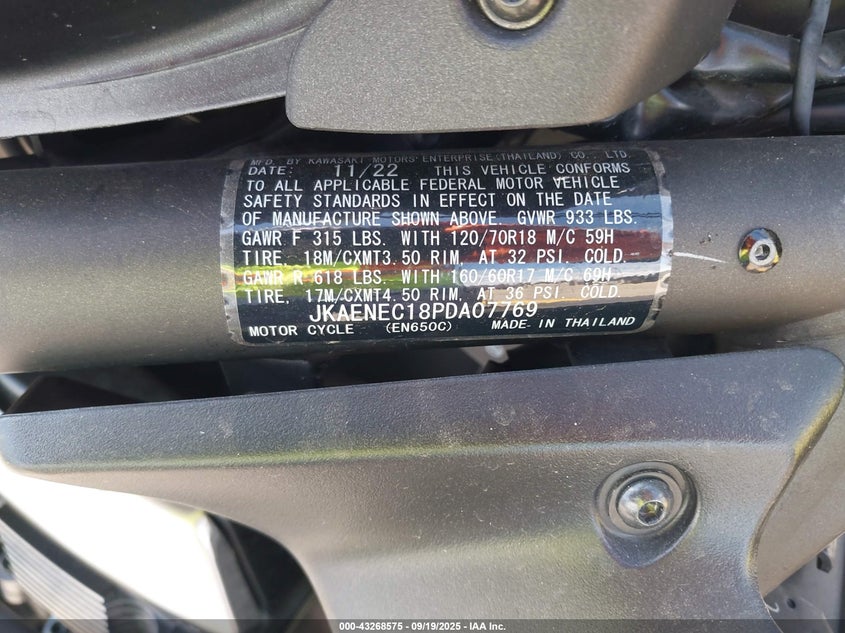 MFD. BY KAWASAKI MOTORS ENTERPRISE (THAILAND) CO., LTD.
DATE: 11/22 THIS VEHICLE CONFORMS
TO ALL APPLICABLE FEDERAL MOTOR VEHICLE
SAFETY STANDARDS IN EFFECT ON THE DATE
OF MANUFACTURE SHOWN ABOVE. GVWR 933 LBS.
GAWR F 315 LBS. WITH 120/70R18 M/C 59H
TIRE, 18M/CXMT3.50 RIM, AT 32 PSI. COLD.
GAWR R 618 LBS. WITH 160/60R17 M/C 69H
TIRE, 17M/CXMT4.50 RIM, AT 36 PSI. COLD.
JKAENEC18PDA07769
MOTOR CYCLE (EN650C) MADE-IN THAILAND
000-43268575 - 09/19/2025 - IAA Inc.